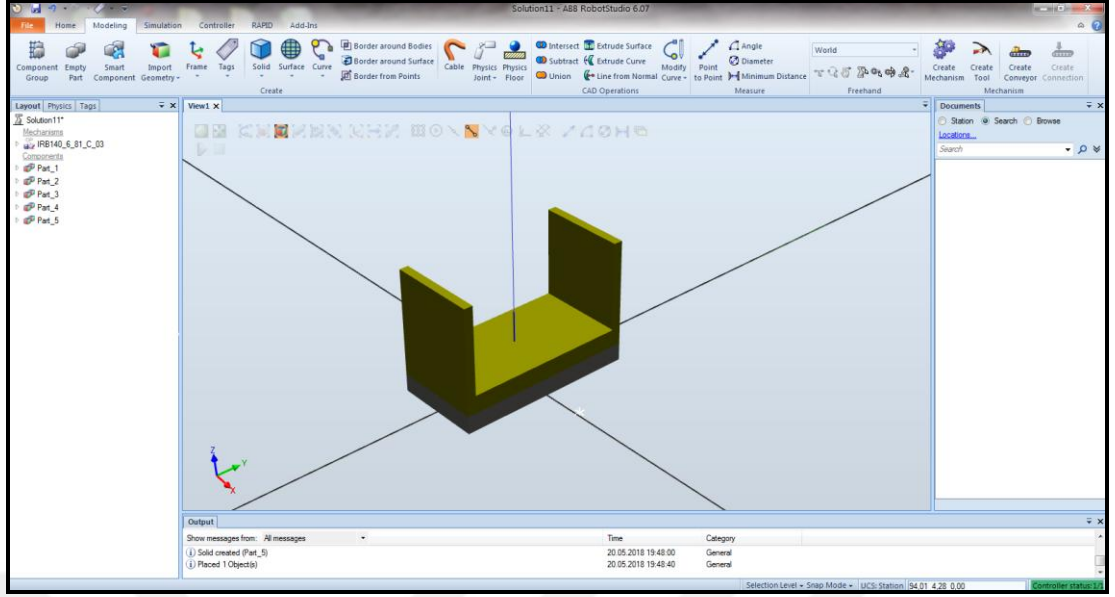 Solution11 - ABB RobotStudio 6.07
File Home Modeling Simulation Controller RAPID Add-Ins
Component Group
Empty Part
Smart Component
Import Geometry
Frame
Tags
Solid
Surface
Curve
Border around Bodies
Border around Surface
Border from Points
Create
Cable
Physics Joint
Physics Floor
Intersect
Subtract
Union
Extrude Surface
Extrude Curve
Line from Normal
Modify Curve
CAD Operations
Point to Point
Angle
Diameter
Minimum Distance
Measure
World
Freehand
Create Mechanism
Create Tool
Create Conveyor
Create Connection
Mechanism
Layout Physics Tags
Solution11*
Mechanisms
IRB140_6_81_C_03
Components
Part_1
Part_2
Part_3
Part_4
Part_5
View1
Z
Y
X
Documents
Station Search Browse
Locations...
Search
Output
Show messages from: All messages Time Category
Solid created (Part_5) 20.05.2018 19:48:00 General
Placed 1 Object(s) 20.05.2018 19:48:40 General
Selection Level Snap Mode UCS: Station 94,01 4,28 0,00 Controller status: 1/1